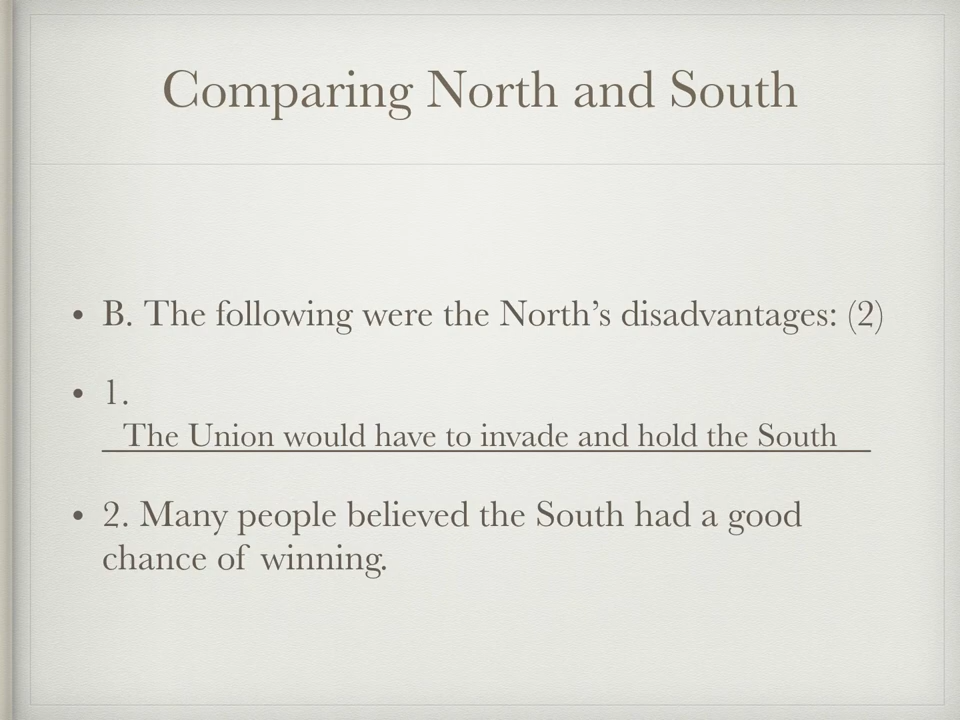 Comparing North and South
• B. The following were the North’s disadvantages: (2)
• 1.
The Union would have to invade and hold the South
• 2. Many people believed the South had a good
chance of winning.